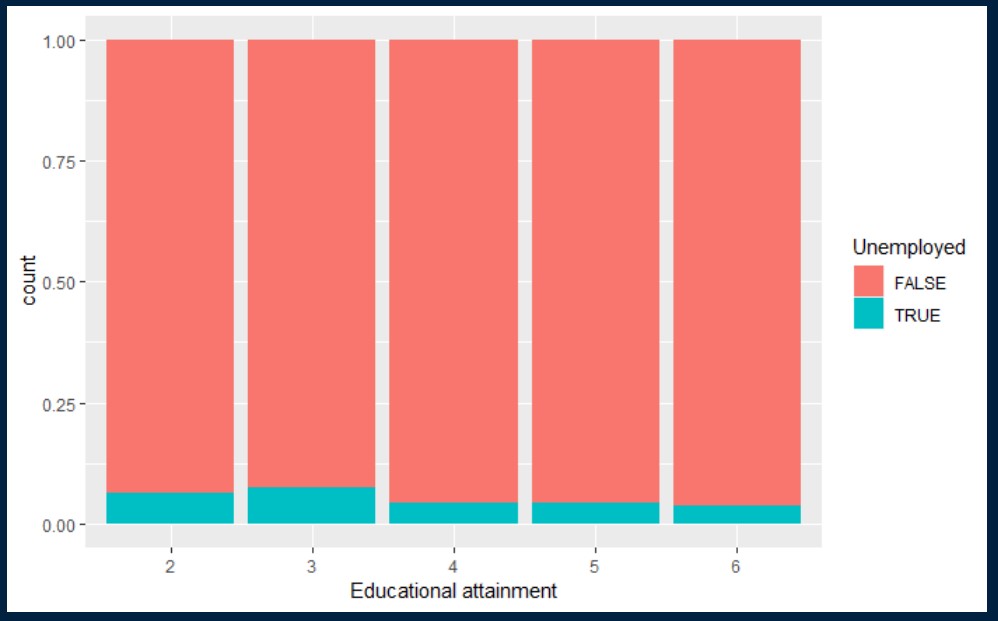 1.00
0.75
0.50
0.25
0.00
count
2 3 4 5 6
Educational attainment
Unemployed
FALSE
TRUE